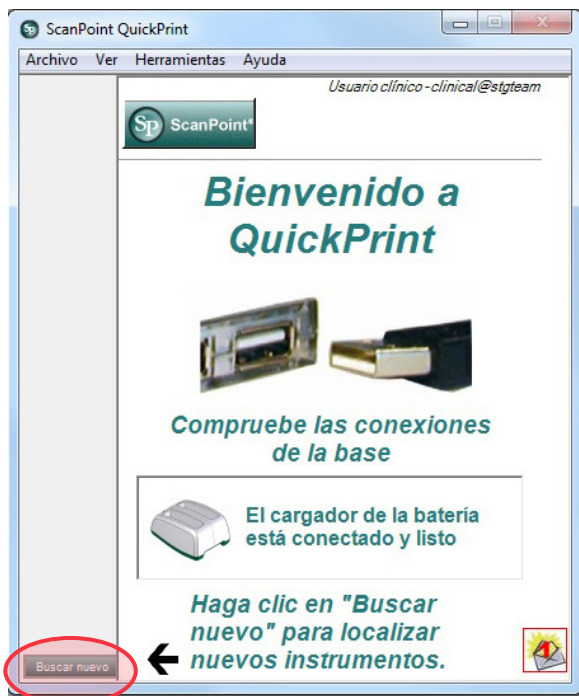 ScanPoint QuickPrint
Archivo Ver Herramientas Ayuda
Usuario clínico - clinical@stgteam
Sp ScanPoint®
Bienvenido a
QuickPrint
Compruebe las conexiones
de la base
El cargador de la batería
está conectado y listo
Haga clic en "Buscar
nuevo" para localizar
nuevos instrumentos.
Buscar nuevo